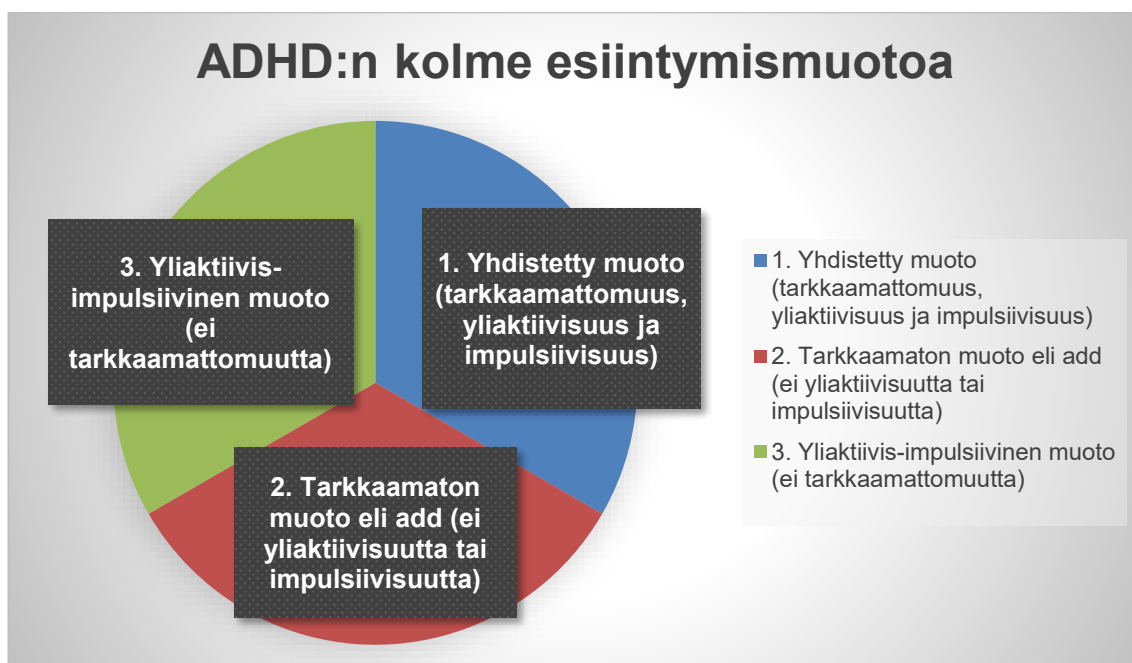 ADHD:n kolme esiintymismuotoa
3. Yliaktiivis-
impulsiivinen muoto
(ei
tarkkaamattomuutta)
1. Yhdistetty muoto
(tarkkaamattomuus,
yliaktiivisuus ja
impulsiivisuus)
2. Tarkkaamaton
muoto eli add (ei
yliaktiivisuutta tai
impulsiivisuutta)
1. Yhdistetty muoto
(tarkkaamattomuus,
yliaktiivisuus ja impulsiivisuus)
2. Tarkkaamaton muoto eli add
(ei yliaktiivisuutta tai
impulsiivisuutta)
3. Yliaktiivis-impulsiivinen muoto
(ei tarkkaamattomuutta)